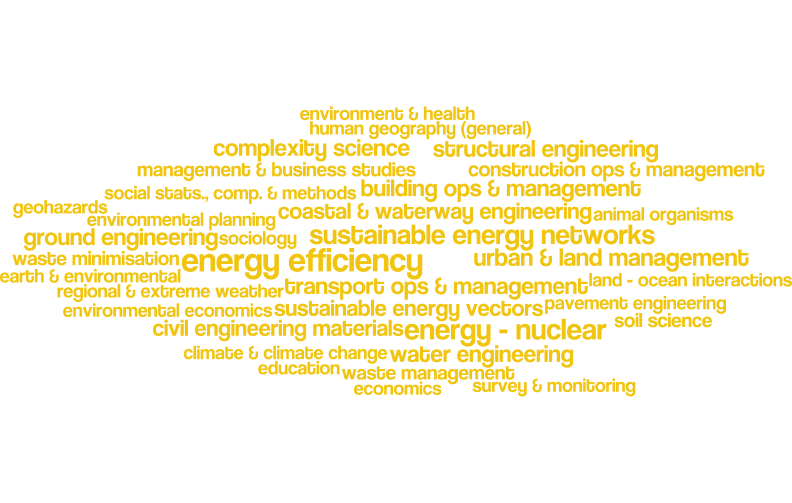 environment & health
human geography (general)
complexity science
structural engineering
management & business studies
construction ops & management
social stats., comp. & methods
building ops & management
geohazards
environmental planning
coastal & waterway engineering
animal organisms
ground engineering
sociology
sustainable energy networks
waste minimisation
energy efficiency
urban & land management
earth & environmental
regional & extreme weather
transport ops & management
land - ocean interactions
environmental economics
sustainable energy vectors
pavement engineering
civil engineering materials
energy - nuclear
soil science
climate & climate change
water engineering
education
waste management
economics
survey & monitoring